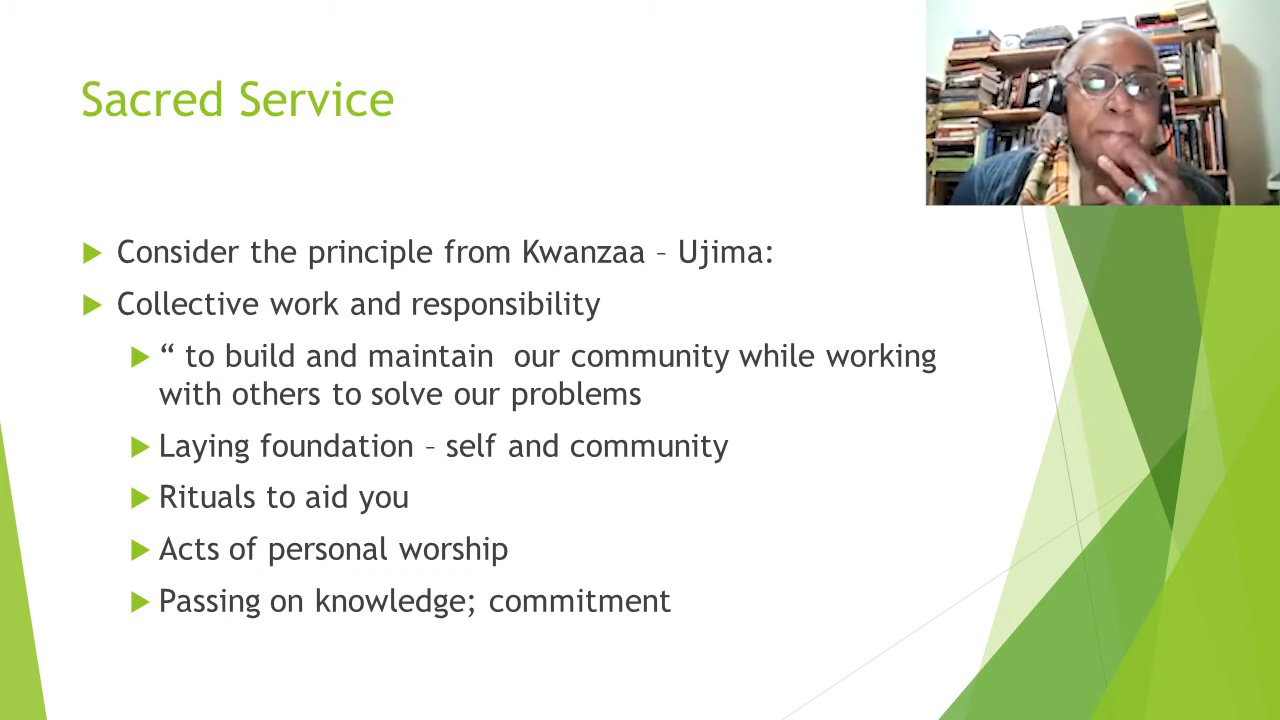 Sacred Service
Consider the principle from Kwanzaa – Ujima:
Collective work and responsibility
“ to build and maintain  our community while working
with others to solve our problems
Laying foundation – self and community
Rituals to aid you
Acts of personal worship
Passing on knowledge; commitment